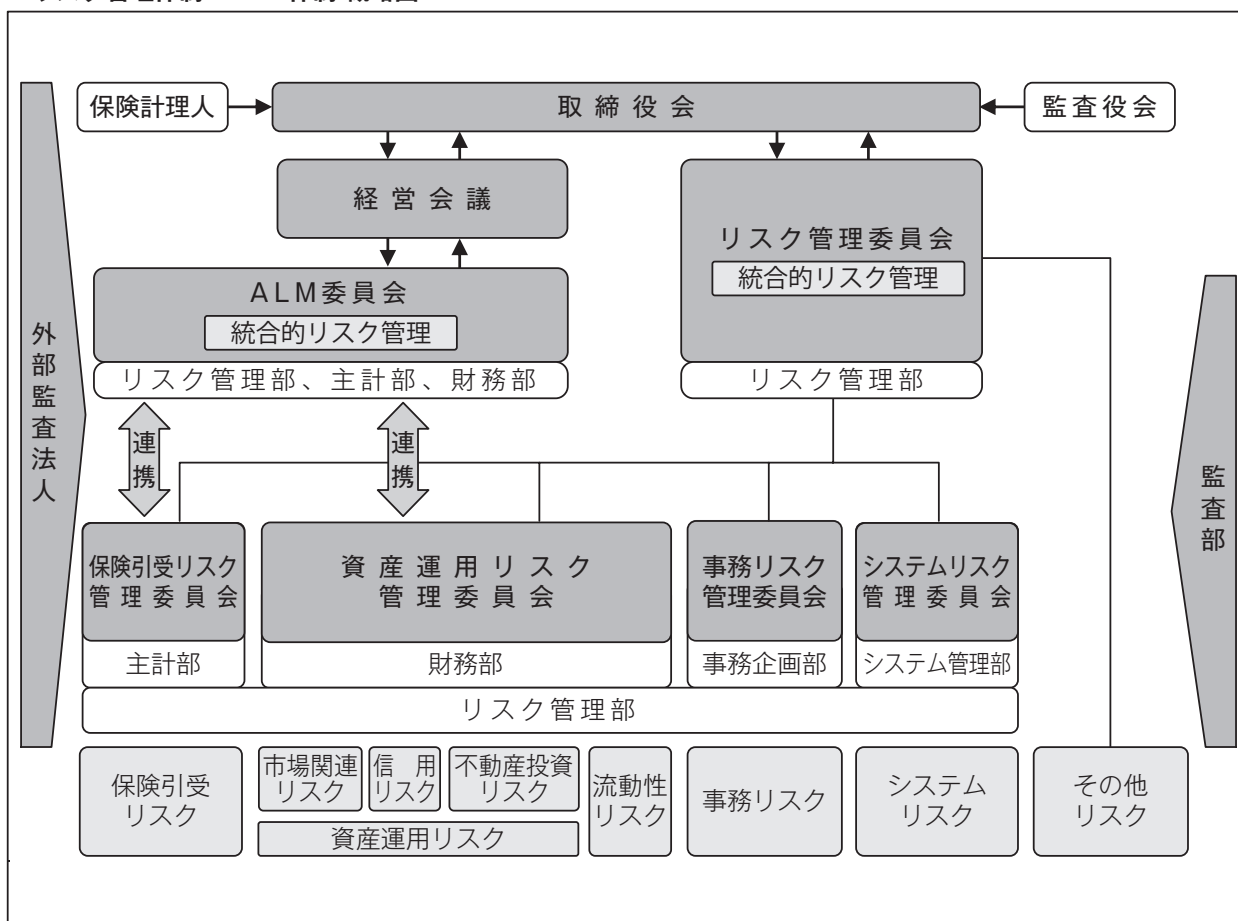 保険計理人
取締役会
監査役会
経営会議
リスク管理委員会
統合的リスク管理
ALM委員会
統合的リスク管理
リスク管理部、主計部、財務部
リスク管理部
外部監査法人
監査部
連携
連携
保険引受リスク
管理委員会
資産運用リスク
管理委員会
事務リスク
管理委員会
システムリスク
管理委員会
主計部
財務部
事務企画部
システム管理部
リスク管理部
保険引受
リスク
市場関連
リスク
信用
リスク
不動産投資
リスク
資産運用リスク
流動性
リスク
事務リスク
システム
リスク
その他
リスク